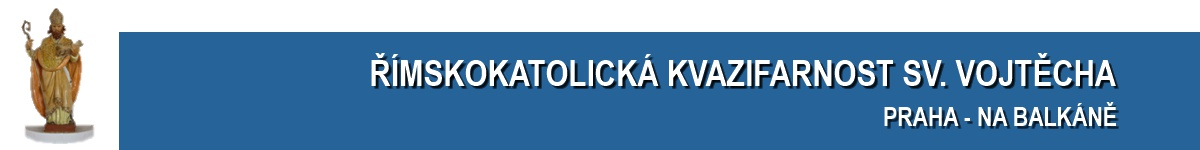 ŘÍMSKOKATOLICKÁ KVAZIFARNOST SV. VOJTĚCHA
PRAHA - NA BALKÁNĚ